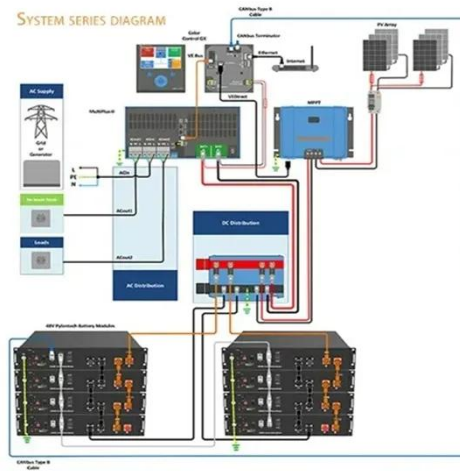 SYSTEM SERIES DIAGRAM
CANbus Type B
Cable
Color
Control GX
CANbus Terminator
PV Array
VE.Bus
Ethernet
Internet
AC Supply
MultiPlus-II
VE.Direct
MPPT
Grid
or
Generator
L
PE
N
ACin
ACout1
Loads
ACout2
DC Distribution
AC Distribution
48V Pylontech Battery Modules
CANbus Type B
Cable